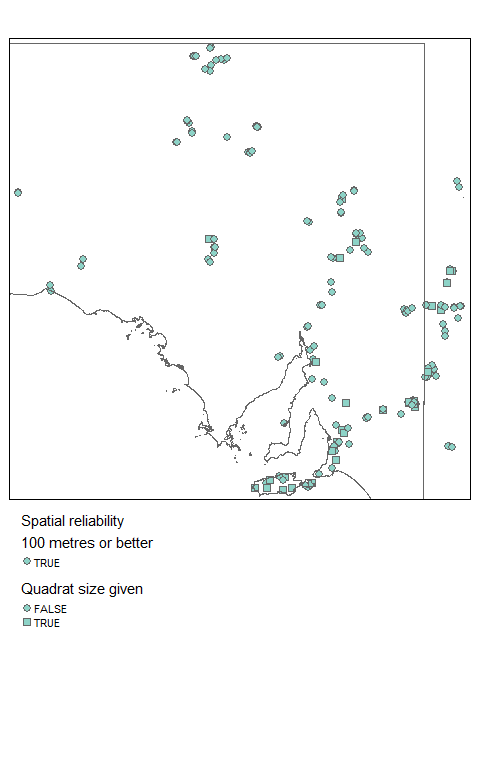 Spatial reliability
100 metres or better
TRUE
Quadrat size given
FALSE
TRUE